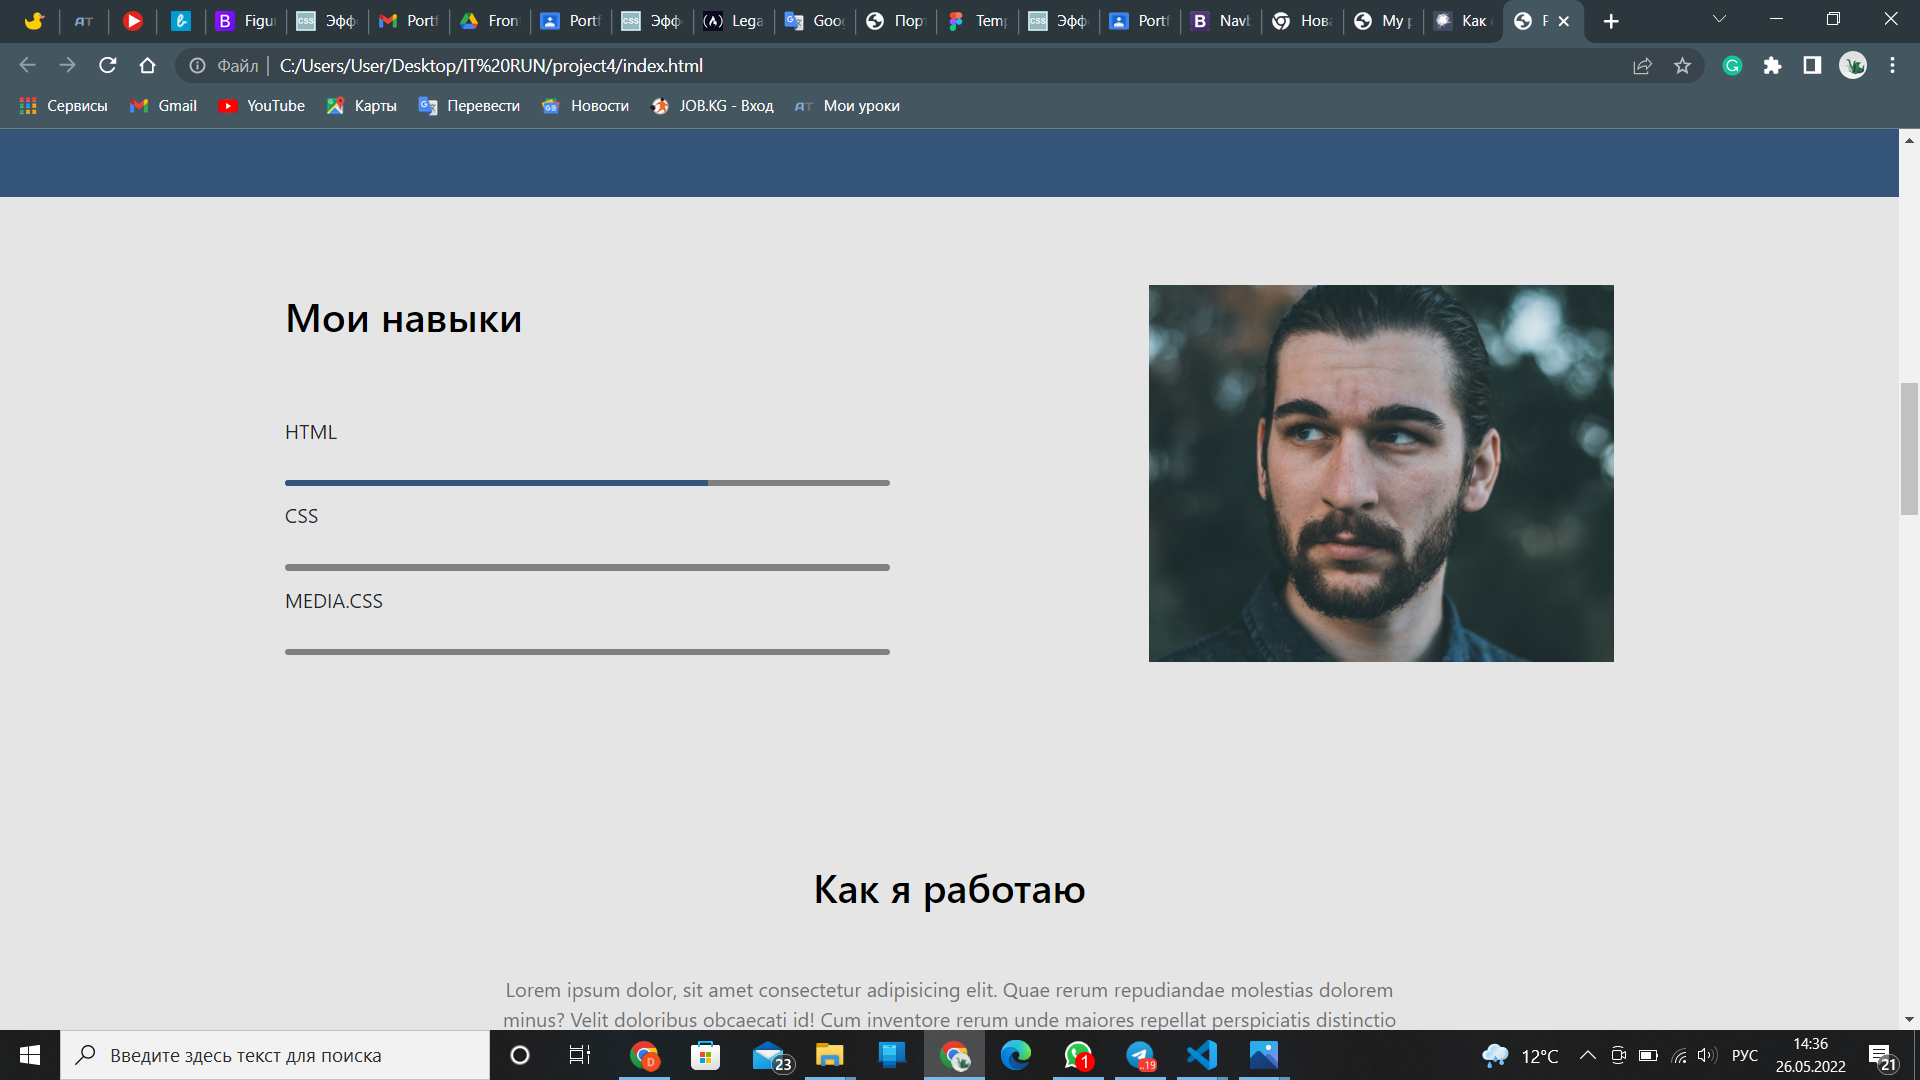 Figu
Эфф
Portf
Fron
Portf
Эфф
Lega
Goo
Пор
Temp
Эфф
Portf
Navb
Нова
My p
Как
Файл | C:/Users/User/Desktop/IT%20RUN/project4/index.html
Сервисы Gmail YouTube Карты Перевести Новости JOB.KG - Вход Мои уроки
Мои навыки
HTML
CSS
MEDIA.CSS
Как я работаю
Lorem ipsum dolor, sit amet consectetur adipisicing elit. Quae rerum repudiandae molestias dolorem
minus? Velit doloribus obcaecati id! Cum inventore rerum unde maiores repellat perspiciatis distinctio
Введите здесь текст для поиска
23
1
..19
12°C
РУС
14:36
26.05.2022
21